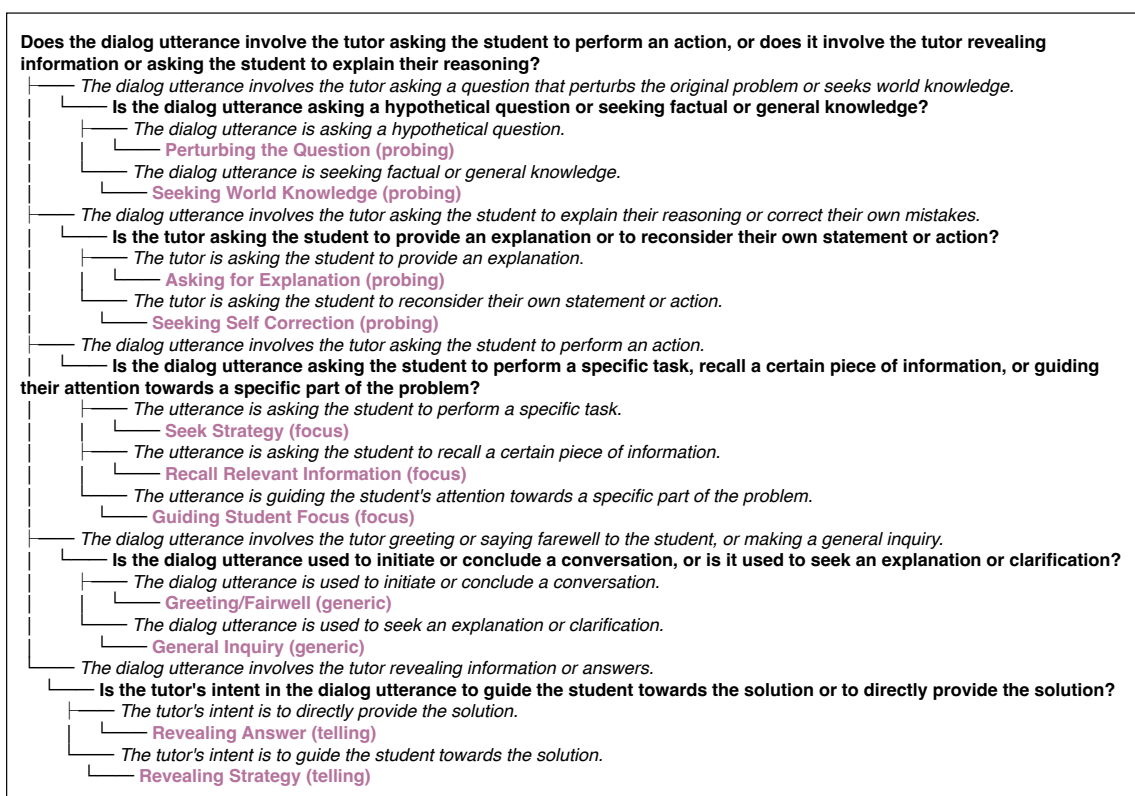 Does the dialog utterance involve the tutor asking the student to perform an action, or does it involve the tutor revealing
information or asking the student to explain their reasoning?
The dialog utterance involves the tutor asking a question that perturbs the original problem or seeks world knowledge.
Is the dialog utterance asking a hypothetical question or seeking factual or general knowledge?
The dialog utterance is asking a hypothetical question.
Perturbing the Question (probing)
The dialog utterance is seeking factual or general knowledge.
Seeking World Knowledge (probing)
The dialog utterance involves the tutor asking the student to explain their reasoning or correct their own mistakes.
Is the tutor asking the student to provide an explanation or to reconsider their own statement or action?
The tutor is asking the student to provide an explanation.
Asking for Explanation (probing)
The tutor is asking the student to reconsider their own statement or action.
Seeking Self Correction (probing)
The dialog utterance involves the tutor asking the student to perform an action.
Is the dialog utterance asking the student to perform a specific task, recall a certain piece of information, or guiding
their attention towards a specific part of the problem?
The utterance is asking the student to perform a specific task.
Seek Strategy (focus)
The utterance is asking the student to recall a certain piece of information.
Recall Relevant Information (focus)
The utterance is guiding the student's attention towards a specific part of the problem.
Guiding Student Focus (focus)
The dialog utterance involves the tutor greeting or saying farewell to the student, or making a general inquiry.
Is the dialog utterance used to initiate or conclude a conversation, or is it used to seek an explanation or clarification?
The dialog utterance is used to initiate or conclude a conversation.
Greeting/Fairwell (generic)
The dialog utterance is used to seek an explanation or clarification.
General Inquiry (generic)
The dialog utterance involves the tutor revealing information or answers.
Is the tutor's intent in the dialog utterance to guide the student towards the solution or to directly provide the solution?
The tutor's intent is to directly provide the solution.
Revealing Answer (telling)
The tutor's intent is to guide the student towards the solution.
Revealing Strategy (telling)